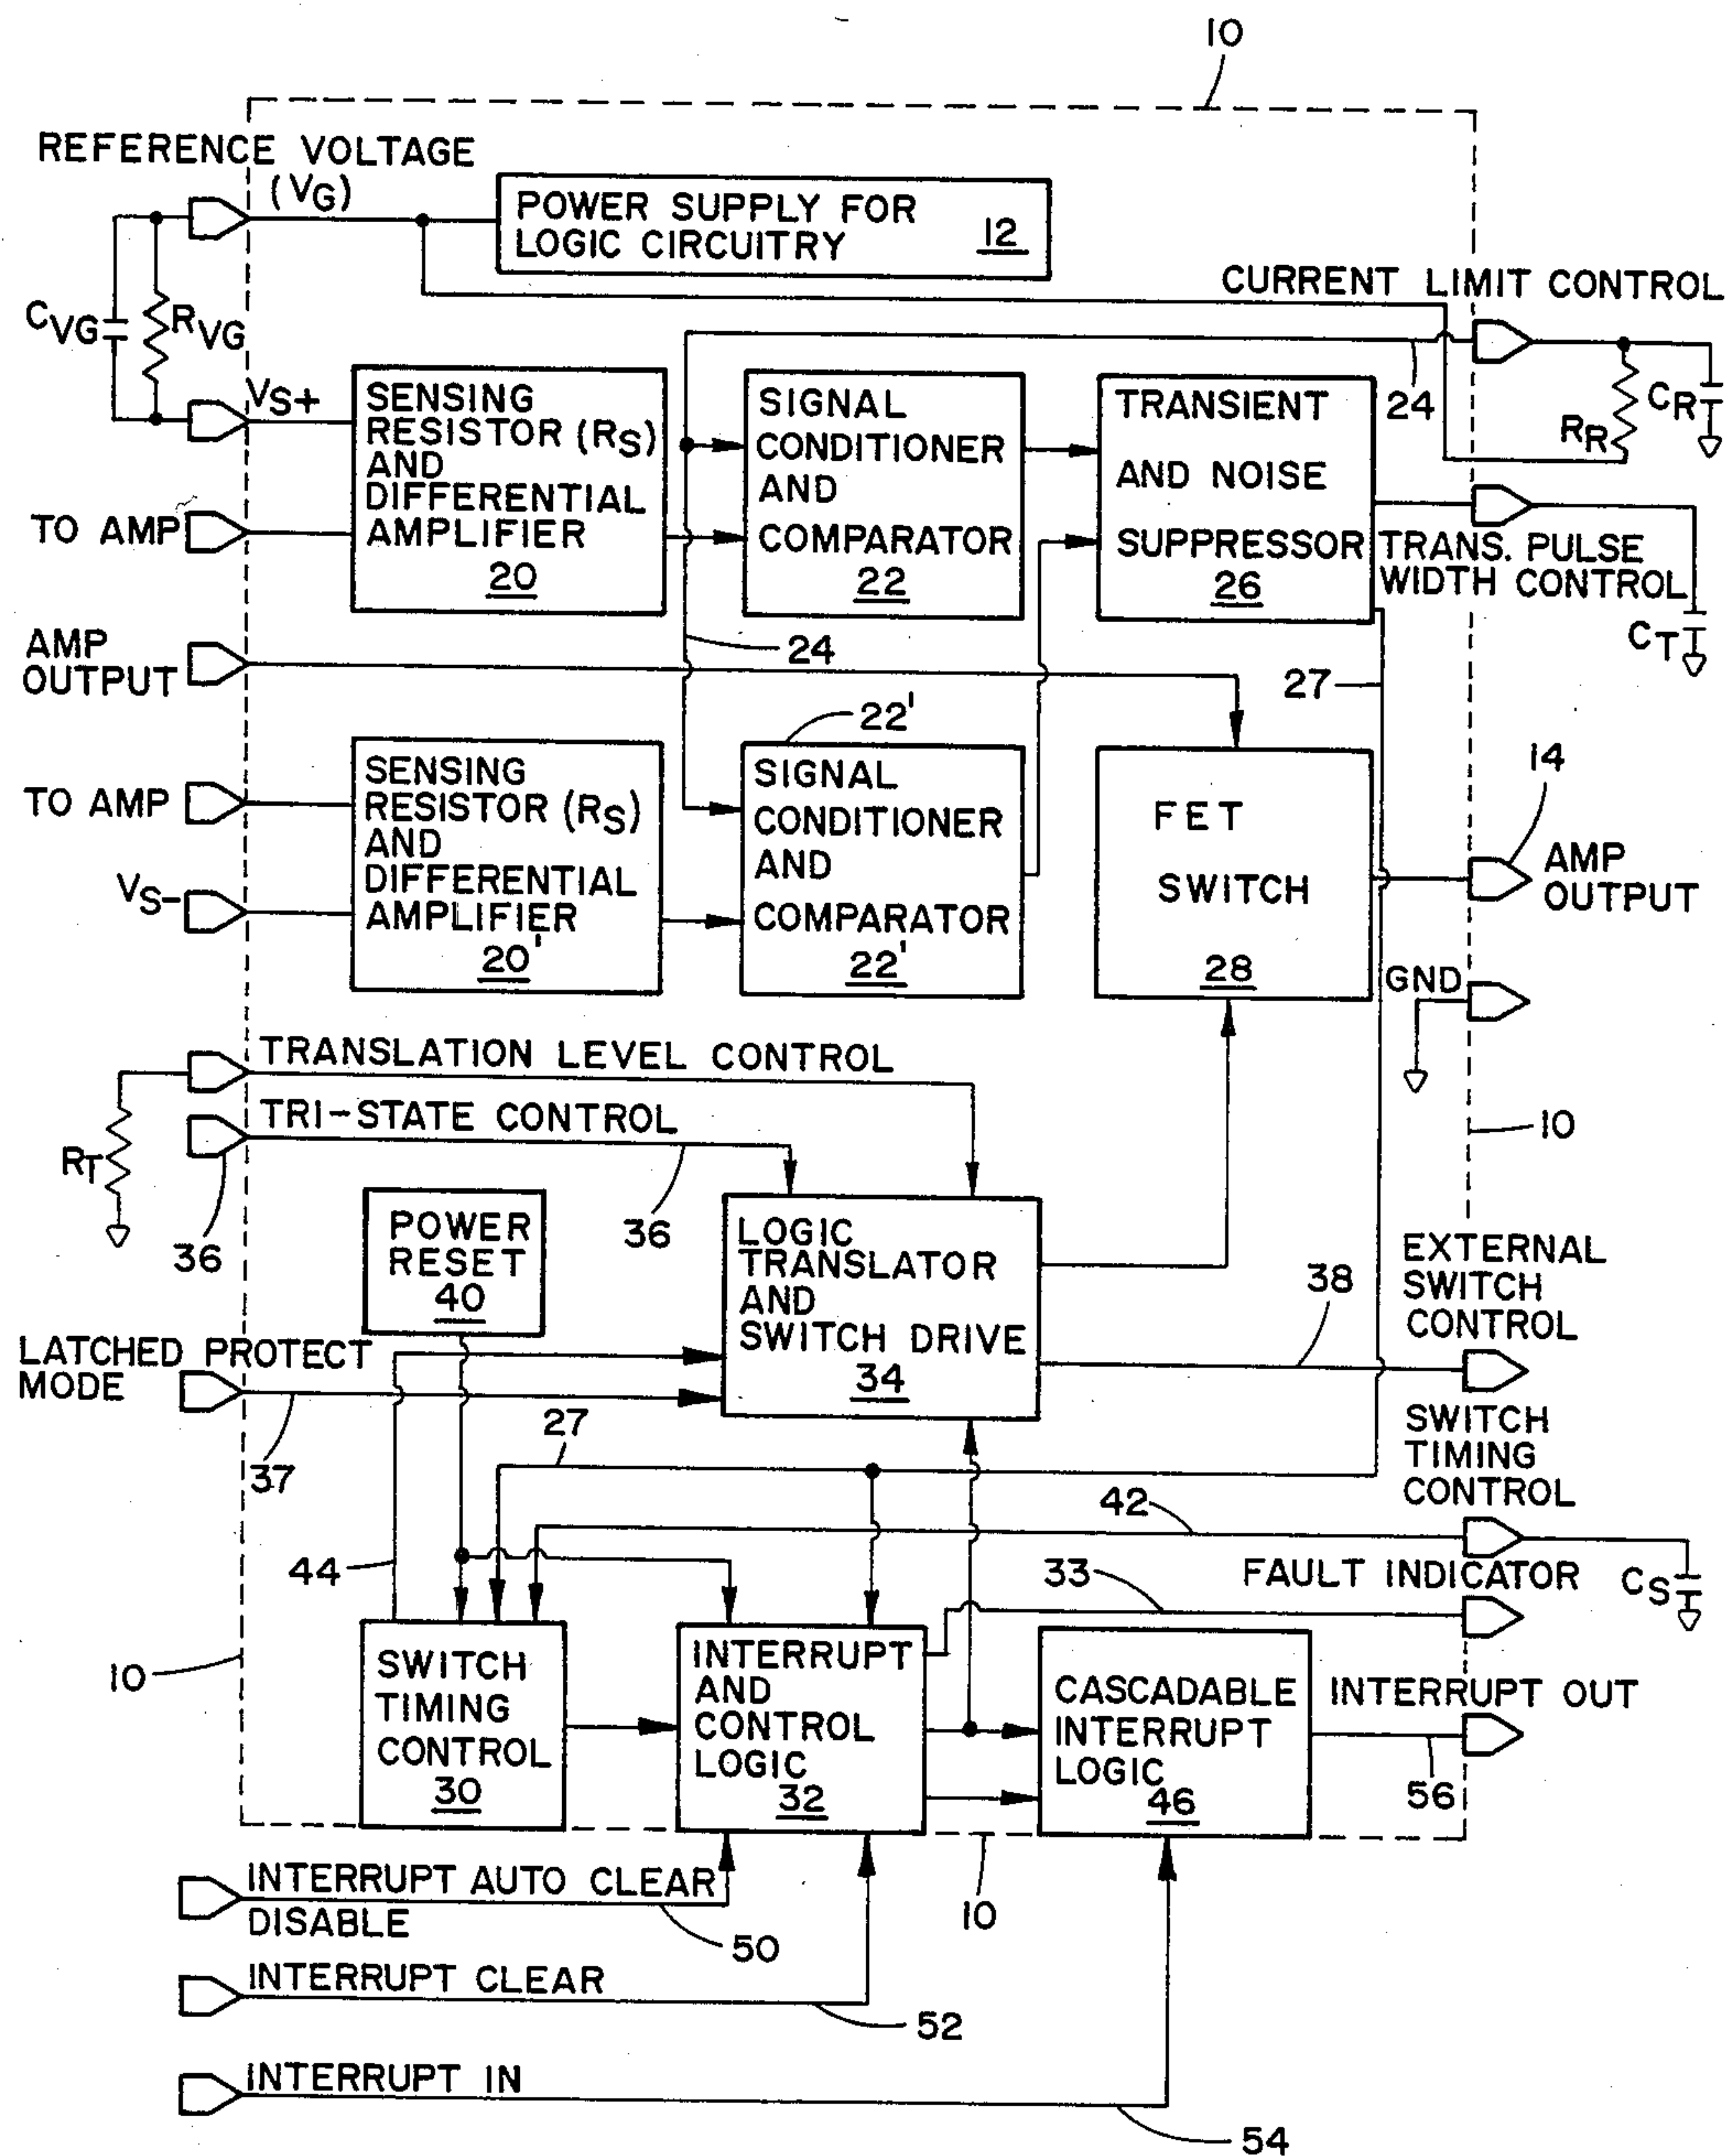 10
REFERENCE VOLTAGE
(VG)
POWER SUPPLY FOR
LOGIC CIRCUITRY 12
CURRENT LIMIT CONTROL
CVG
RVG
VS+
SENSING
RESISTOR (RS)
AND
DIFFERENTIAL
AMPLIFIER
20
SIGNAL
CONDITIONER
AND
COMPARATOR
22
TRANSIENT
AND NOISE
SUPPRESSOR
26
24
RR
CR
TO AMP
TRANS. PULSE
WIDTH CONTROL
CT
AMP
OUTPUT
24
27
22'
TO AMP
VS-
SENSING
RESISTOR (RS)
AND
DIFFERENTIAL
AMPLIFIER
20'
SIGNAL
CONDITIONER
AND
COMPARATOR
22'
FET
SWITCH
28
14
AMP
OUTPUT
GND
TRANSLATION LEVEL CONTROL
TRI-STATE CONTROL
10
RT
36
36
POWER
RESET
40
LOGIC
TRANSLATOR
AND
SWITCH DRIVE
34
38
EXTERNAL
SWITCH
CONTROL
LATCHED PROTECT
MODE
37
27
SWITCH
TIMING
CONTROL
42
44
33
FAULT INDICATOR
CS
10
SWITCH
TIMING
CONTROL
30
INTERRUPT
AND
CONTROL
LOGIC
32
CASCADABLE
INTERRUPT
LOGIC
46
INTERRUPT OUT
56
10
INTERRUPT AUTO CLEAR
DISABLE
50
INTERRUPT CLEAR
52
INTERRUPT IN
54